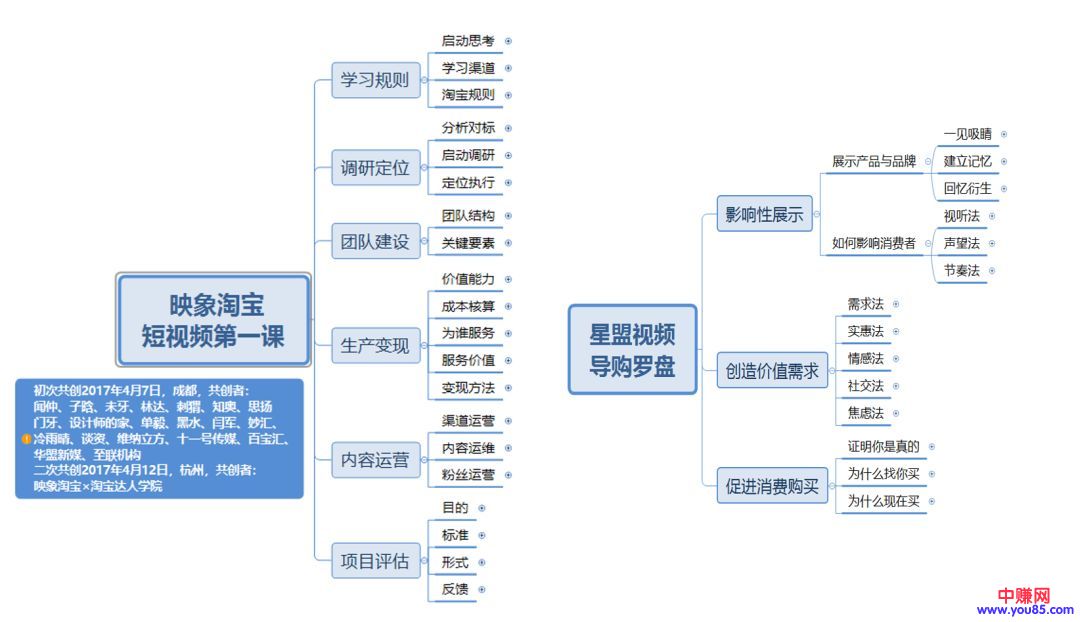 映象淘宝
短视频第一课
初次共创2017年4月7日，成都，共创者：
闻仲、子晗、未牙、林达、刺猬、知奥、思扬
门牙、设计师的家、单毅、黑水、闫军、妙汇、
冷雨晴、谈资、维纳立方、十一号传媒、百宝汇、
华盟新媒、至联机构
二次共创2017年4月12日，杭州，共创者：
映象淘宝×淘宝达人学院
学习规则
启动思考
学习渠道
淘宝规则
调研定位
分析对标
启动调研
定位执行
团队建设
团队结构
关键要素
生产变现
价值能力
成本核算
为谁服务
服务价值
变现方法
内容运营
渠道运营
内容运维
粉丝运营
项目评估
目的
标准
形式
反馈
星盟视频
导购罗盘
影响性展示
展示产品与品牌
一见吸睛
建立记忆
回忆衍生
如何影响消费者
视听法
声望法
节奏法
创造价值需求
需求法
实惠法
情感法
社交法
焦虑法
促进消费购买
证明你是真的
为什么找你买
为什么现在买
中赚网
www.you85.com